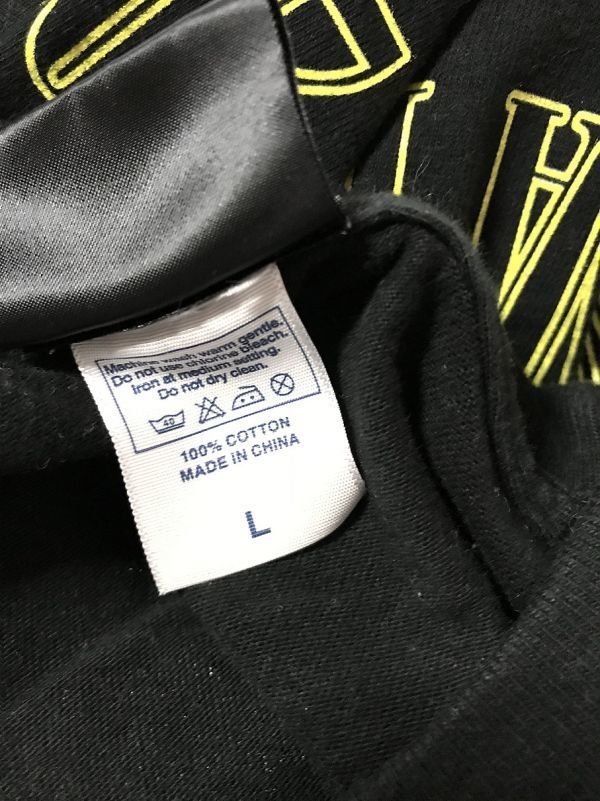 Machine wash warm gentle.
Do not use chlorine bleach.
Iron at medium setting.
Do not dry clean.
40
100% COTTON
MADE IN CHINA
L